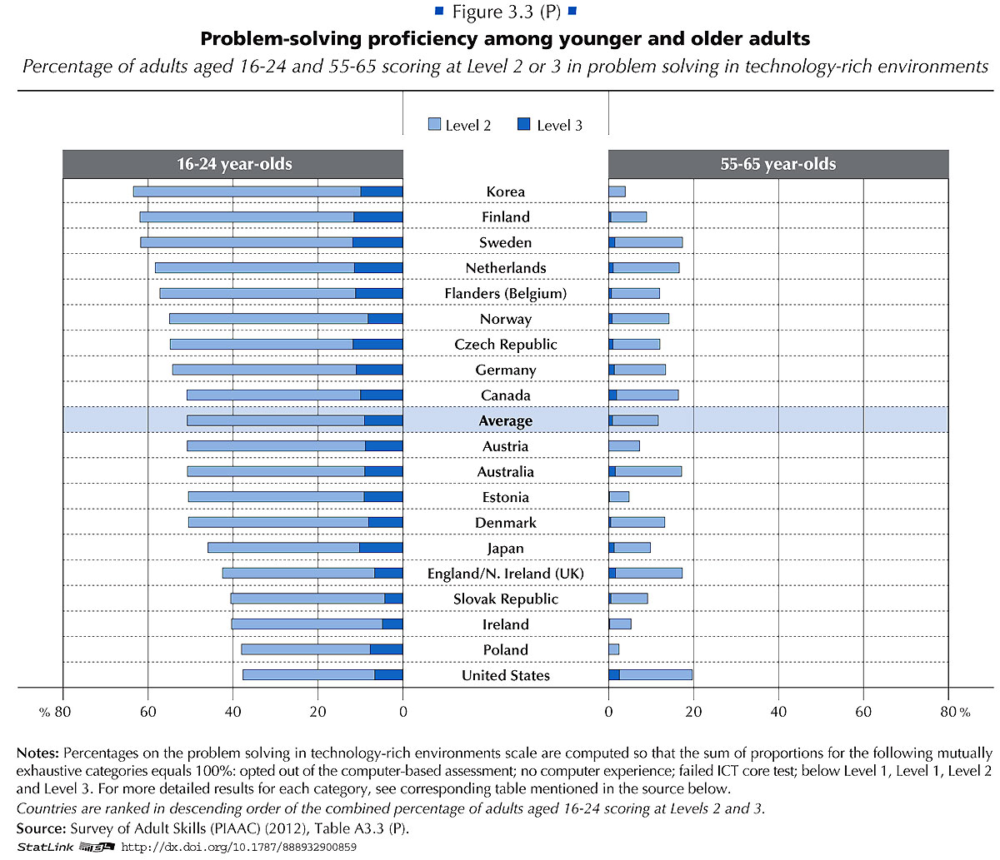 Figure 3.3 (P)
Problem-solving proficiency among younger and older adults
Percentage of adults aged 16-24 and 55-65 scoring at Level 2 or 3 in problem solving in technology-rich environments
Level 2 Level 3
16-24 year-olds 55-65 year-olds
Korea
Finland
Sweden
Netherlands
Flanders (Belgium)
Norway
Czech Republic
Germany
Canada
Average
Austria
Australia
Estonia
Denmark
Japan
England/N. Ireland (UK)
Slovak Republic
Ireland
Poland
United States
% 80 60 40 20 0 0 20 40 60 80 %
Notes: Percentages on the problem solving in technology-rich environments scale are computed so that the sum of proportions for the following mutually
exhaustive categories equals 100%: opted out of the computer-based assessment; no computer experience; failed ICT core test; below Level 1, Level 1, Level 2
and Level 3. For more detailed results for each category, see corresponding table mentioned in the source below.
Countries are ranked in descending order of the combined percentage of adults aged 16-24 scoring at Levels 2 and 3.
Source: Survey of Adult Skills (PIAAC) (2012), Table A3.3 (P).
StatLink http://dx.doi.org/10.1787/888932900859